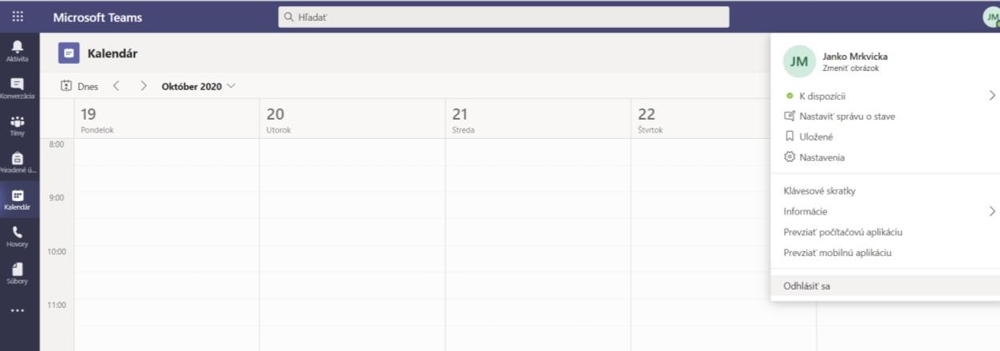 Microsoft Teams
Hľadať
JM
Aktivita
Konverzácia
Tímy
Priradené ú...
Kalendár
Hovory
Súbory
Kalendár
Dnes
Október 2020
19
Pondelok
20
Utorok
21
Streda
22
Štvrtok
8:00
9:00
10:00
11:00
JM
Janko Mrkvicka
Zmeniť obrázok
K dispozícii
Nastaviť správu o stave
Uložené
Nastavenia
Klávesové skratky
Informácie
Prevziať počítačovú aplikáciu
Prevziať mobilnú aplikáciu
Odhlásiť sa